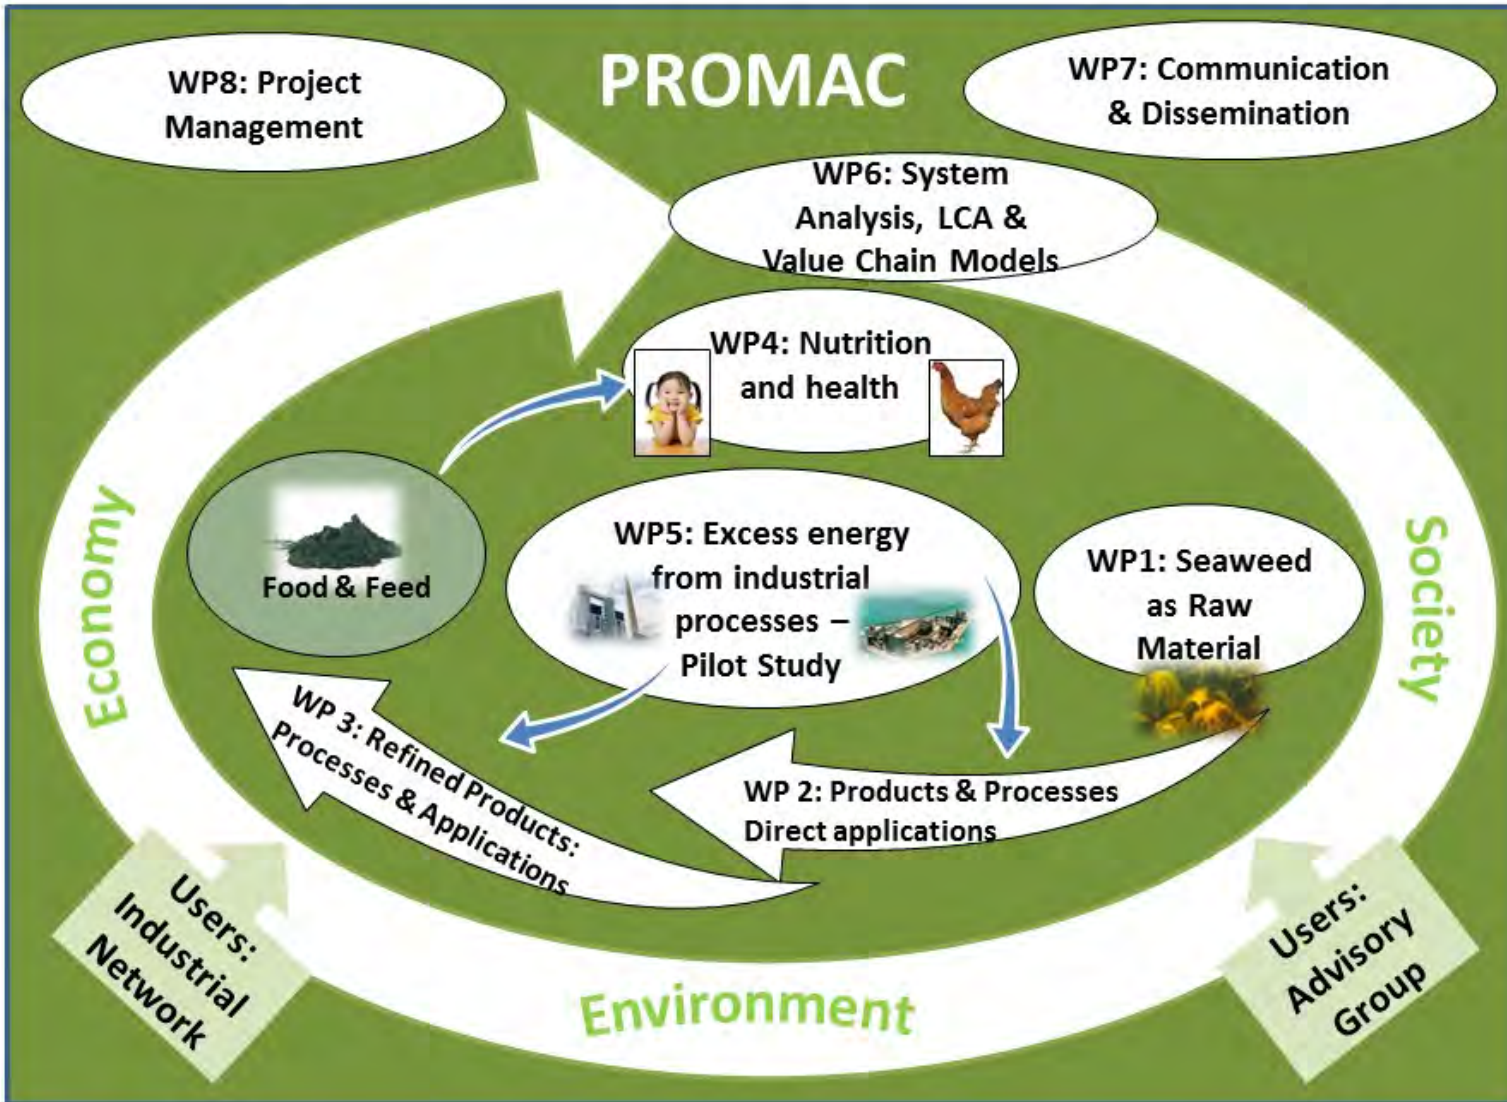 PROMAC
WP8: Project
Management
WP7: Communication
& Dissemination
WP6: System
Analysis, LCA &
Value Chain Models
WP4: Nutrition
and health
Food & Feed
WP5: Excess energy
from industrial
processes –
Pilot Study
WP1: Seaweed
as Raw
Material
WP 3: Refined Products:
Processes & Applications
WP 2: Products & Processes
Direct applications
Economy
Society
Environment
Users:
Industrial
Network
Users:
Advisory
Group